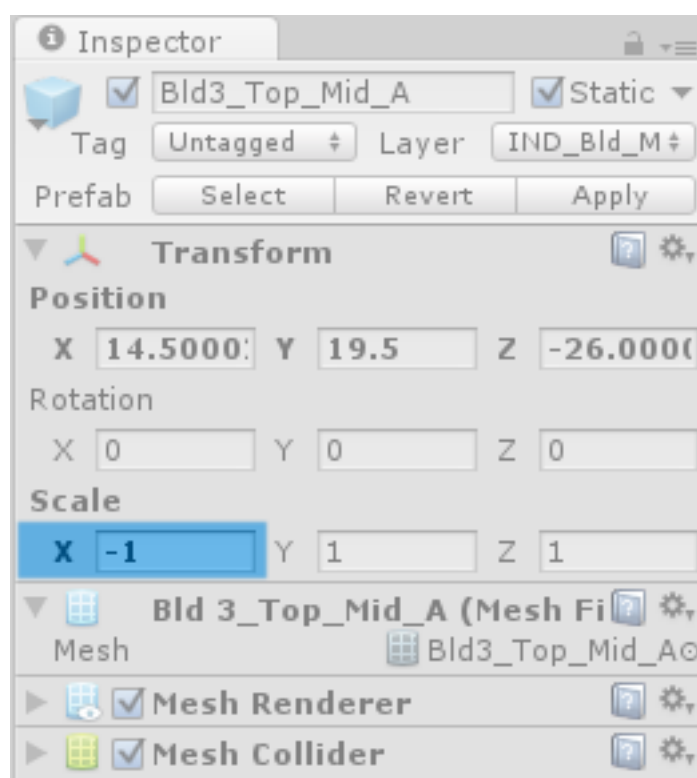 Inspector
Bld3_Top_Mid_A Static
Tag Untagged Layer IND_Bld_M
Prefab Select Revert Apply
Transform
Position
X 14.5000 Y 19.5 Z -26.000
Rotation
X 0 Y 0 Z 0
Scale
X -1 Y 1 Z 1
Bld 3_Top_Mid_A (Mesh Fi
Mesh Bld3_Top_Mid_A
Mesh Renderer
Mesh Collider